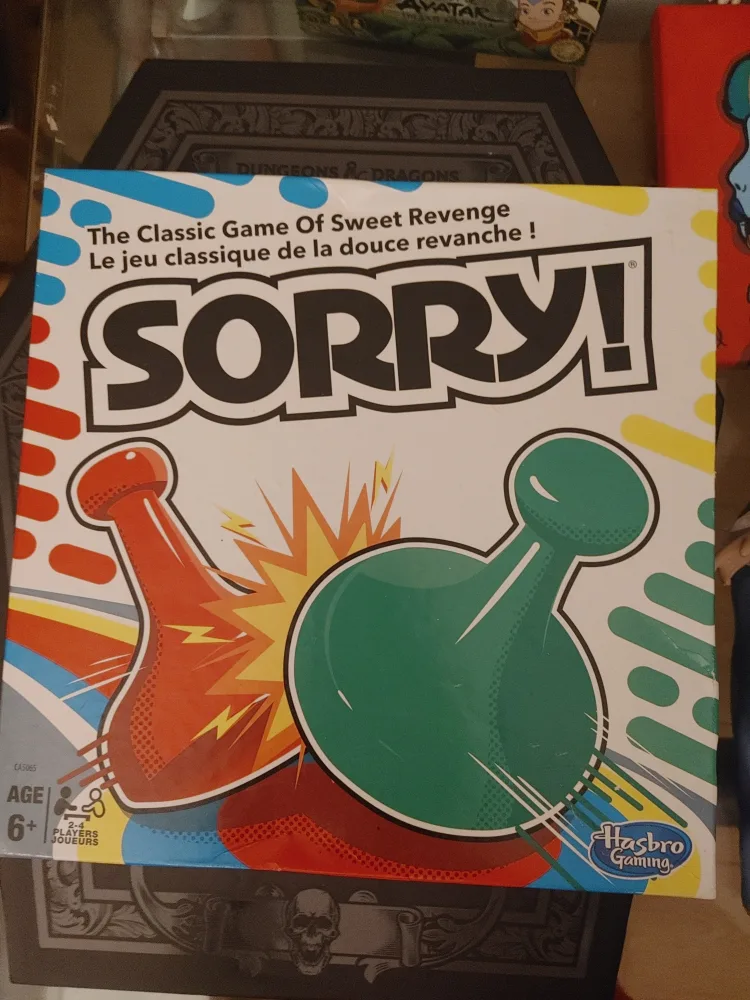 AVATAR
DUNGEONS & DRAGONS
The Classic Game Of Sweet Revenge
Le jeu classique de la douce revanche !
SORRY!®
EA5065
AGE
6+
2-4
PLAYERS
JOUEURS
Hasbro
Gaming